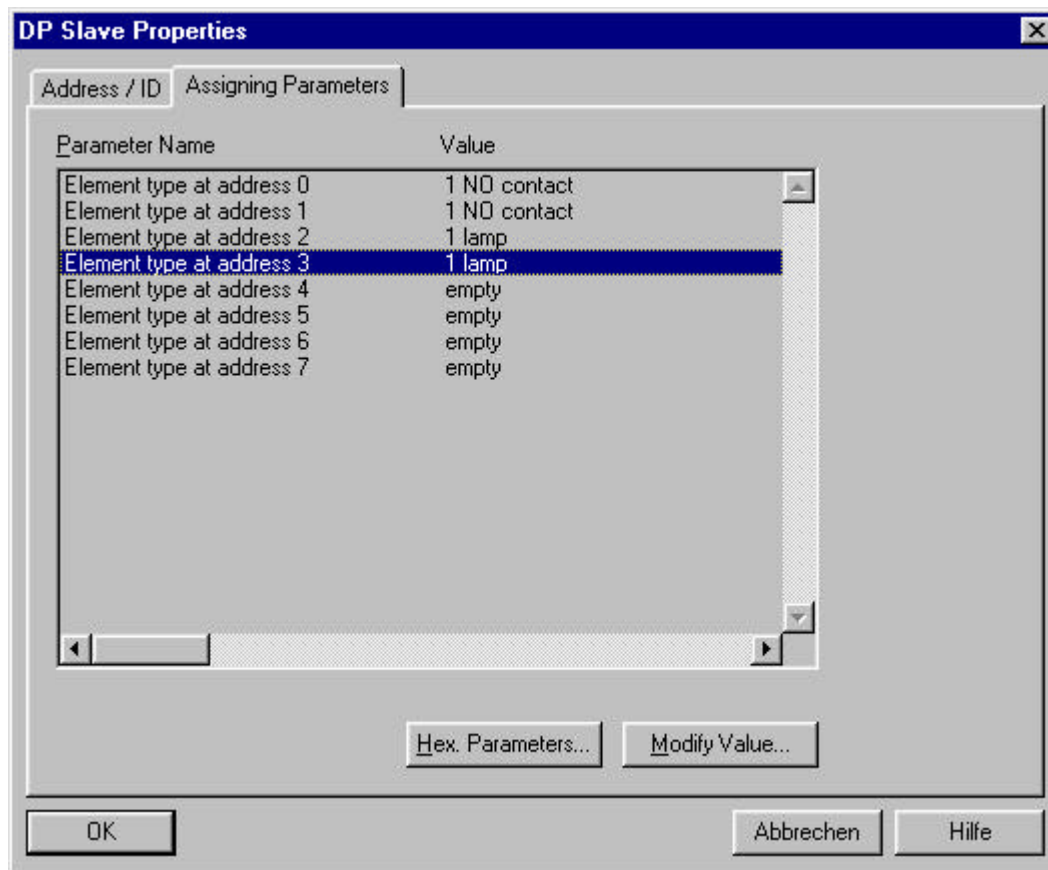 DP Slave Properties
Address / ID Assigning Parameters
Parameter Name Value
Element type at address 0 1 NO contact
Element type at address 1 1 NO contact
Element type at address 2 1 lamp
Element type at address 3 1 lamp
Element type at address 4 empty
Element type at address 5 empty
Element type at address 6 empty
Element type at address 7 empty
Hex. Parameters... Modify Value...
OK Abbrechen Hilfe